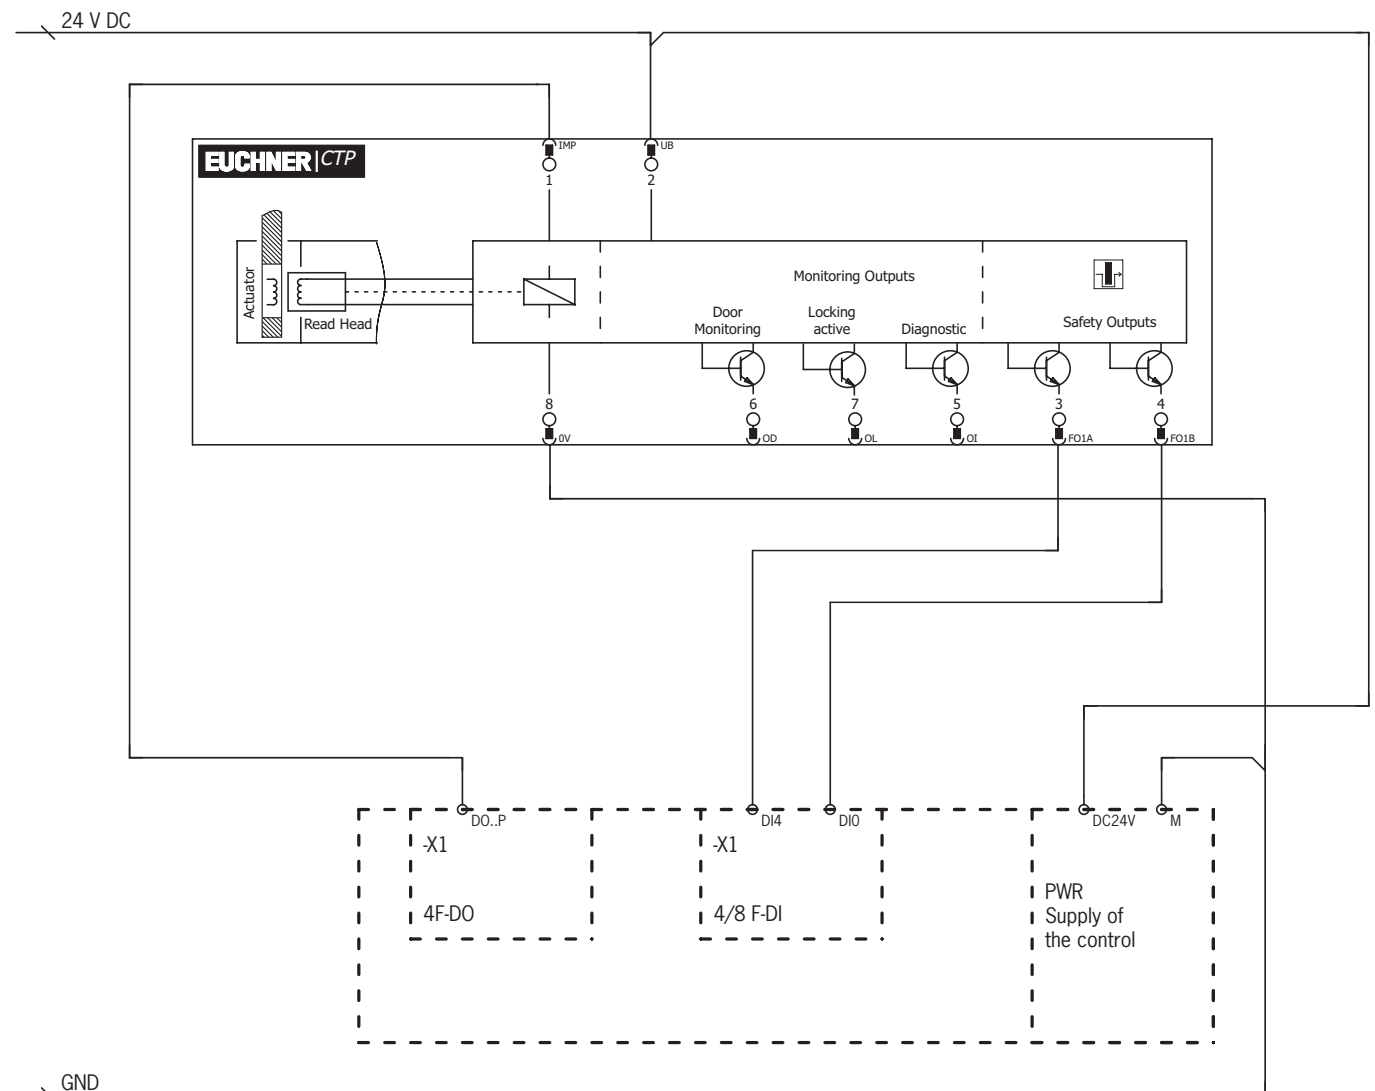 24 V DC
EUCHNER CTP
IMP
UB
1
2
Actuator
Read Head
Monitoring Outputs
Door
Monitoring
Locking
active
Diagnostic
Safety Outputs
8
6
7
5
3
4
0V
OD
OL
OI
FO1A
FO1B
DO..P
DI4
DI0
DC24V
M
-X1
4F-DO
-X1
4/8 F-DI
PWR
Supply of
the control
GND